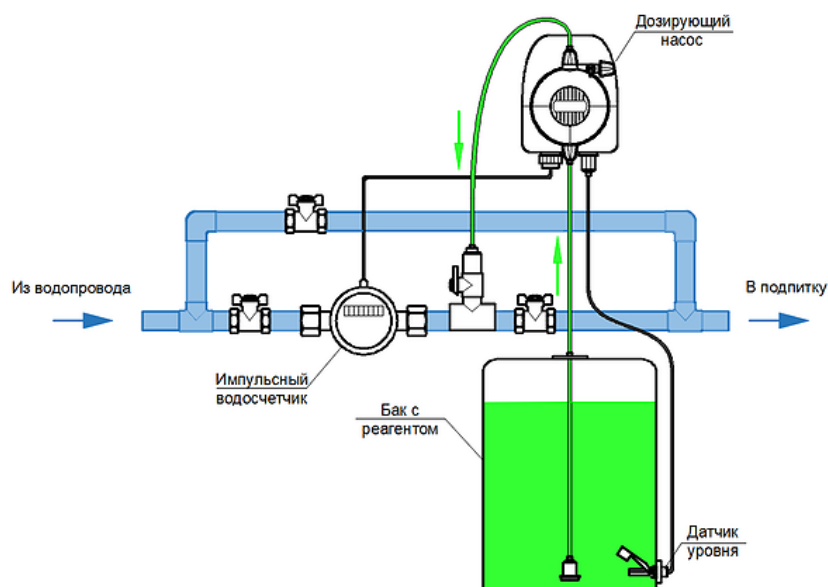 Дозирующий
насос
Из водопровода
В подпитку
Импульсный
водосчетчик
Бак с
реагентом
Датчик
уровня